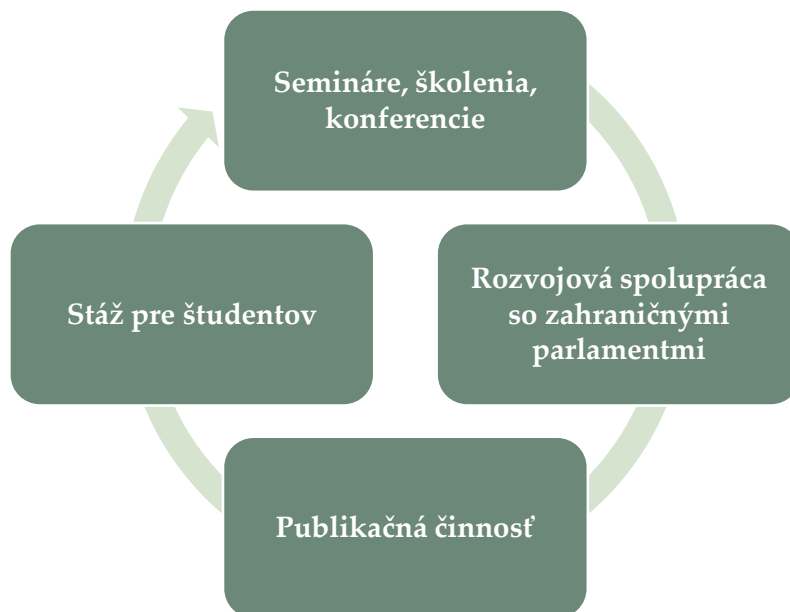 Semináre, školenia,
konferencie
Rozvojová spolupráca
so zahraničnými
parlamentmi
Publikačná činnosť
Stáž pre študentov